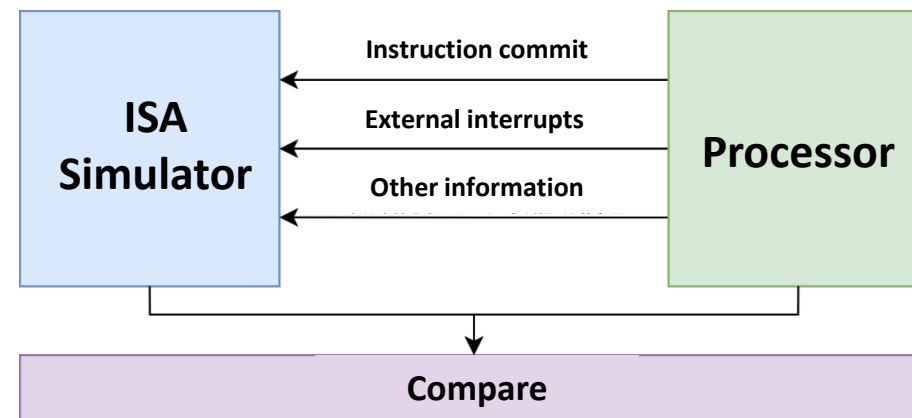 Instruction commit
ISA
Simulator
External interrupts
Processor
Other information
Compare